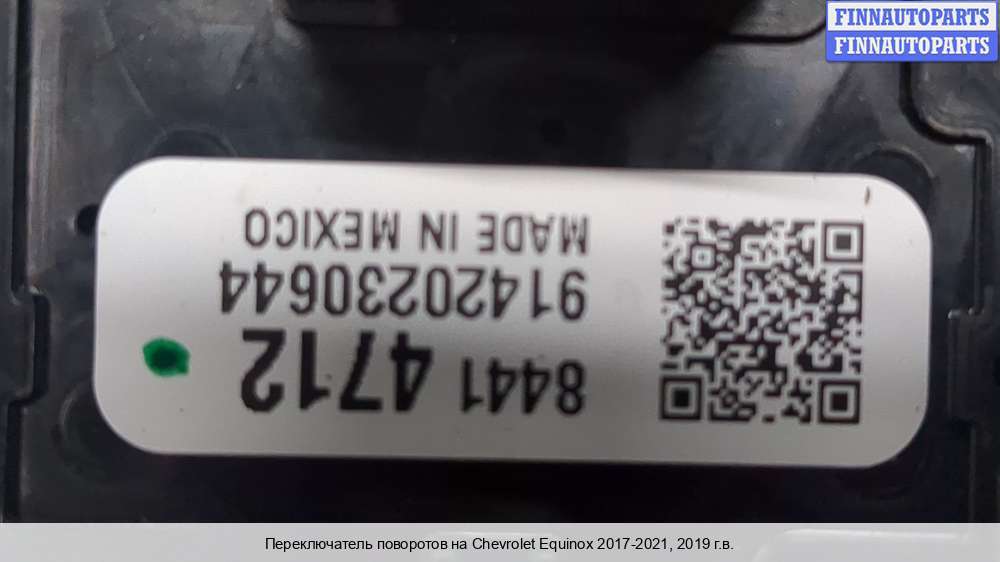 FINNAUTOPARTS
FINNAUTOPARTS
8441 4712
91420230644
MADE IN MEXICO
Переключатель поворотов на Chevrolet Equinox 2017-2021, 2019 г.в.